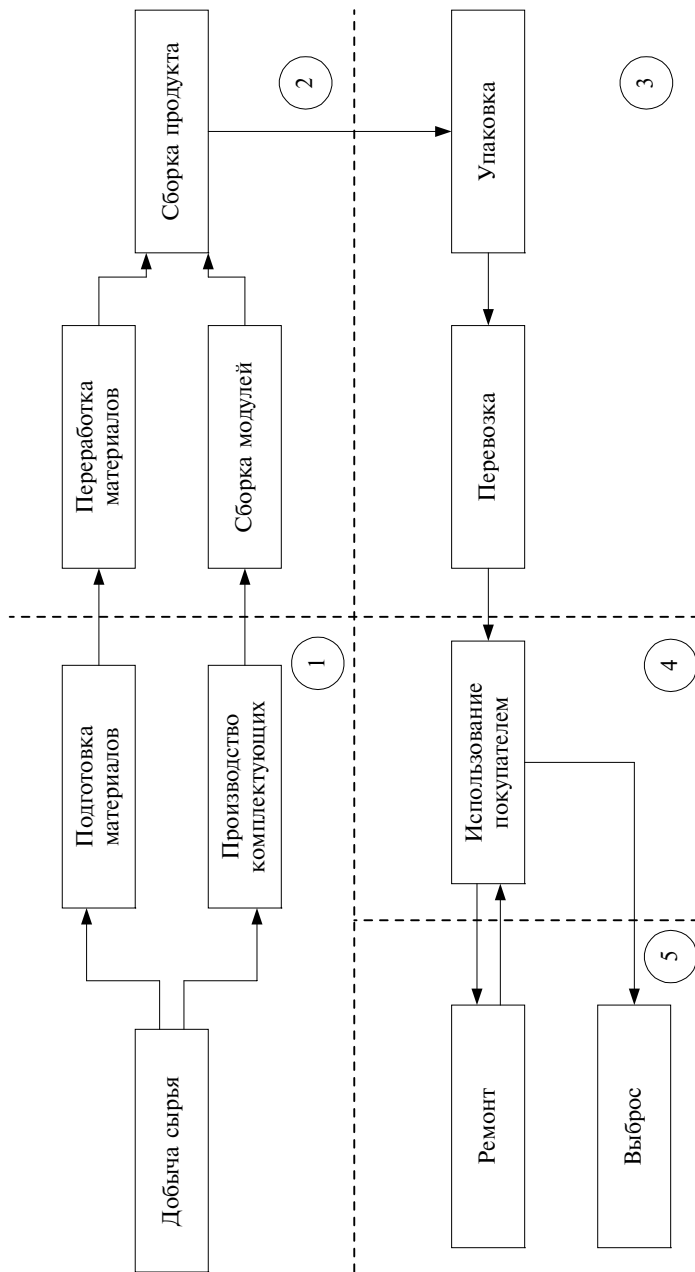 Добыча сырья
Подготовка
материалов
Производство
комплектующих
1
Переработка
материалов
Сборка модулей
Сборка продукта
2
Упаковка
3
Перевозка
Использование
покупателем
4
Ремонт
5
Выброс